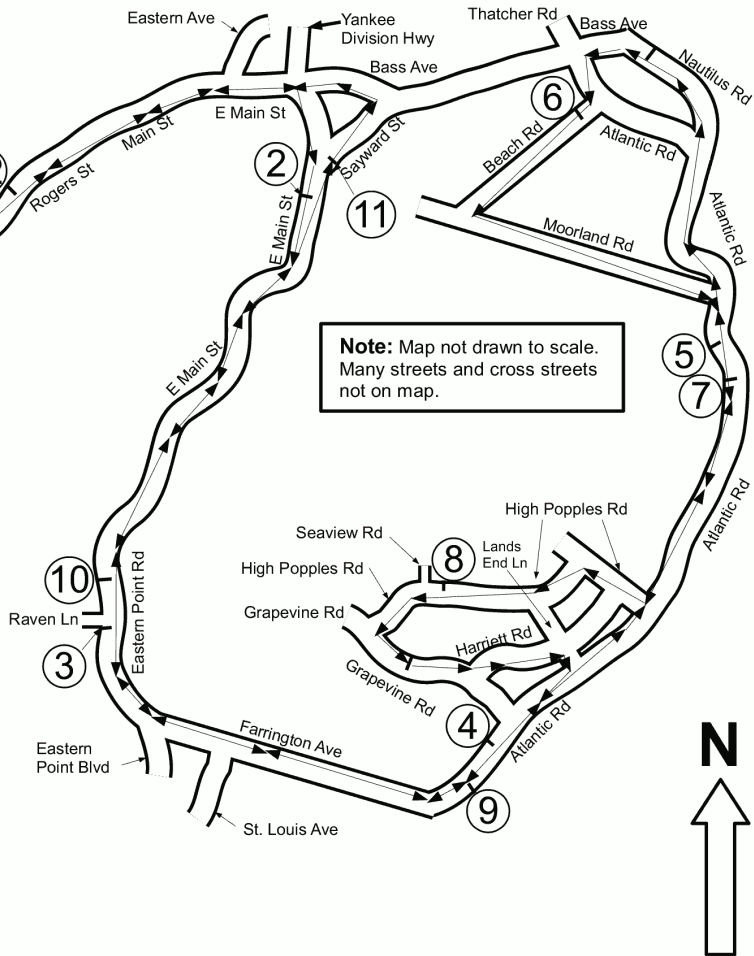 Eastern Ave
Yankee
Division Hwy
Thatcher Rd
Bass Ave
Bass Ave
Nautilus Rd
E Main St
Main St
Rogers St
2
E Main St
Sayward St
11
6
Beach Rd
Atlantic Rd
Moorland Rd
Atlantic Rd
E Main St
Note: Map not drawn to scale.
Many streets and cross streets
not on map.
5
7
Atlantic Rd
High Popples Rd
Seaview Rd
8
Lands
End Ln
High Popples Rd
10
Eastern Point Rd
Raven Ln
3
Grapevine Rd
Harriett Rd
Grapevine Rd
4
Atlantic Rd
Farrington Ave
Eastern
Point Blvd
9
St. Louis Ave
N